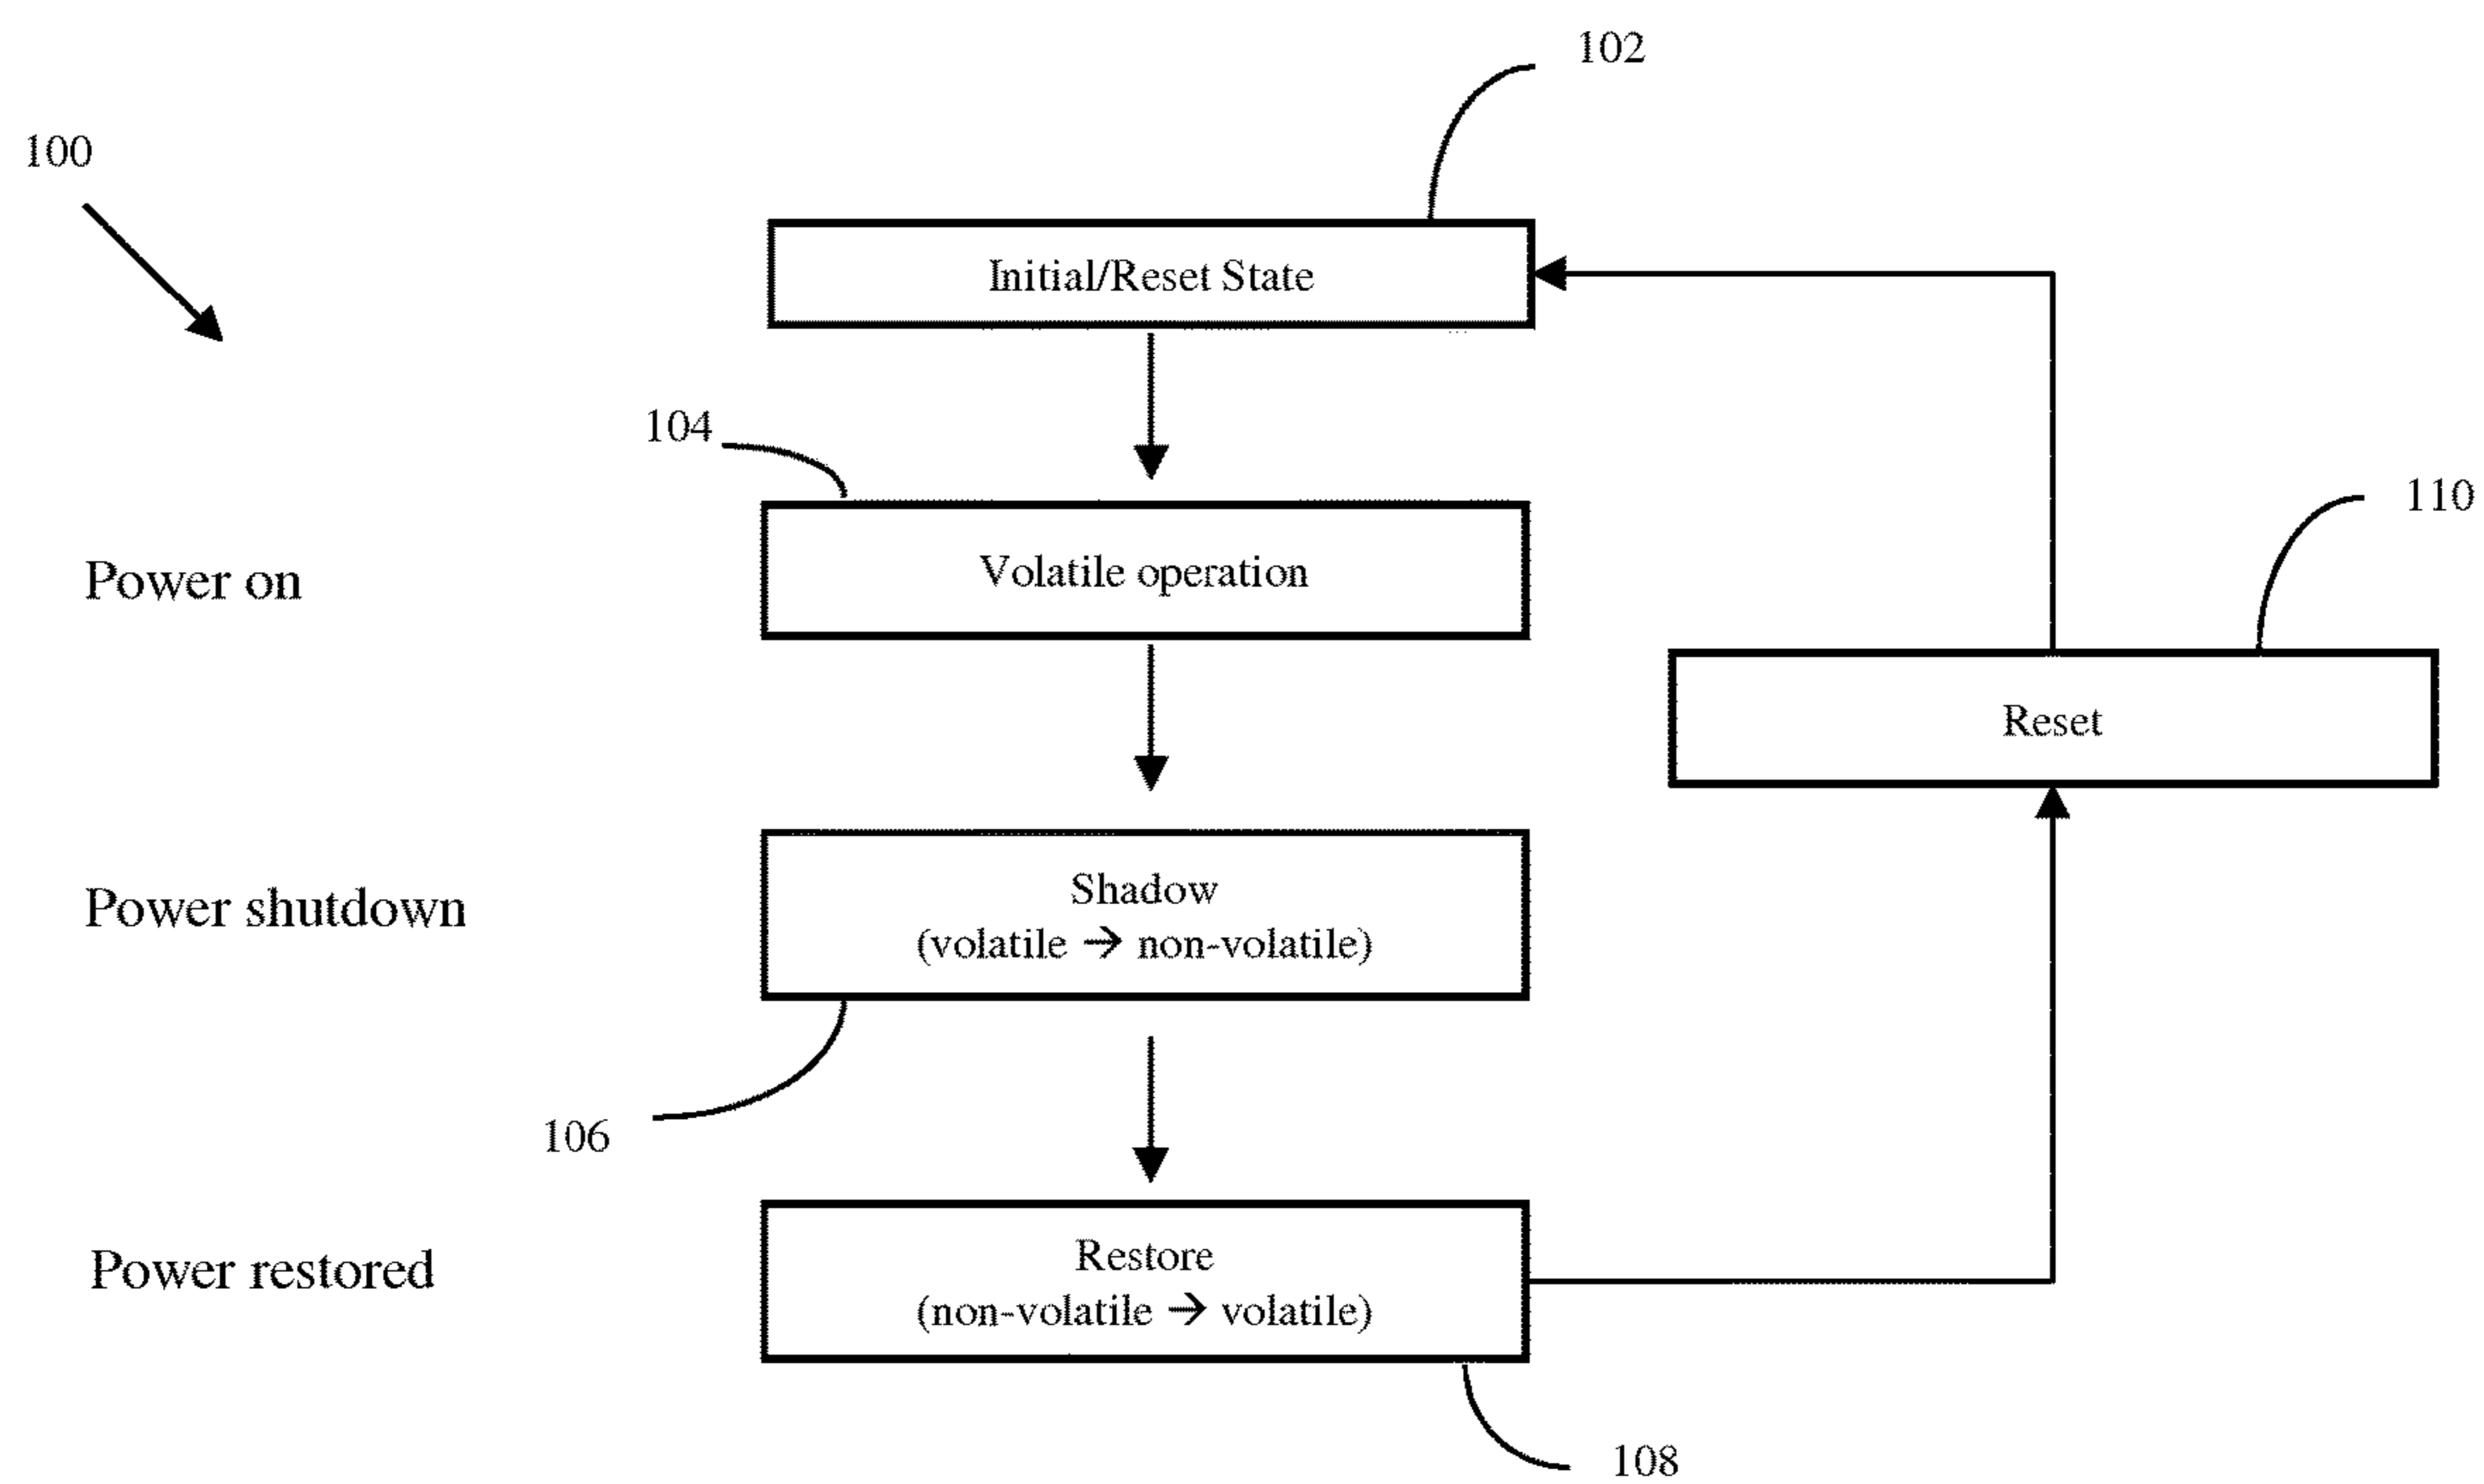 102
100
Initial/Reset State
104
110
Power on
Volatile operation
Reset
Power shutdown
Shadow
(volatile → non-volatile)
106
Power restored
Restore
(non-volatile → volatile)
108